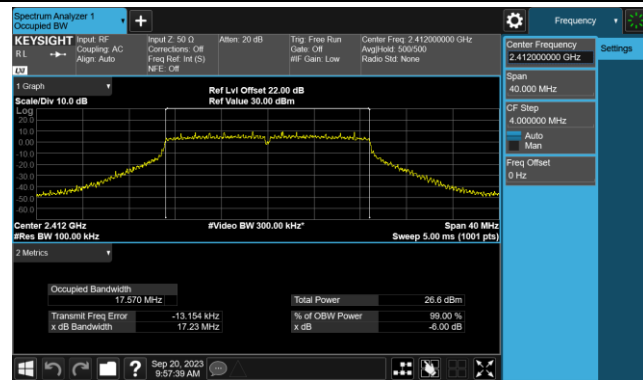 Spectrum Analyzer 1
Occupied BW
Frequency
KEYSIGHT
RL
Input: RF
Coupling: AC
Align: Auto
Input Z: 50 Ω
Corrections: Off
Freq Ref: Int (S)
NFE: Off
Atten: 20 dB
Trig: Free Run
Gate: Off
#IF Gain: Low
Center Freq: 2.412000000 GHz
Avg|Hold: 500/500
Radio Std: None
Center Frequency
2.412000000 GHz
Settings
Span
40.000 MHz
CF Step
4.000000 MHz
Auto
Man
Freq Offset
0 Hz
1 Graph
Scale/Div 10.0 dB
Ref Lvl Offset 22.00 dB
Ref Value 30.00 dBm
Log
20.0
10.0
0.00
-10.0
-20.0
-30.0
-40.0
-50.0
-60.0
Center 2.412 GHz
#Res BW 100.00 kHz
#Video BW 300.00 kHz*
Span 40 MHz
Sweep 5.00 ms (1001 pts)
2 Metrics
Occupied Bandwidth
17.570 MHz
Total Power
26.6 dBm
Transmit Freq Error
-13.154 kHz
% of OBW Power
99.00 %
x dB Bandwidth
17.23 MHz
x dB
-6.00 dB
?
Sep 20, 2023
9:57:39 AM